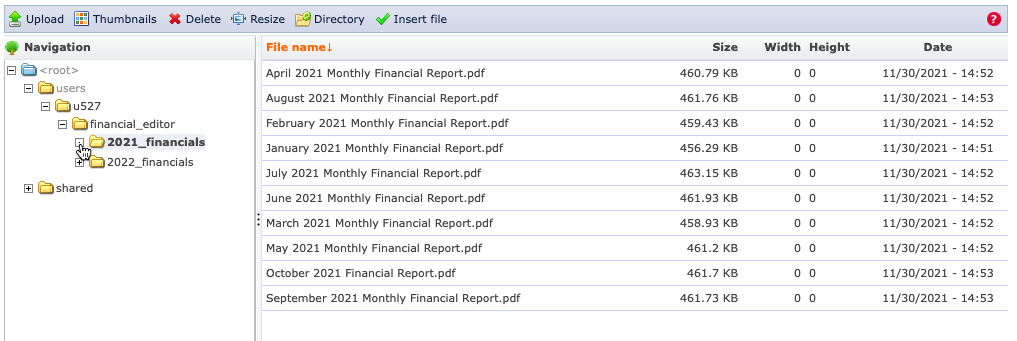 Upload Thumbnails Delete Resize Directory Insert file ?
Navigation
<root>
users
u527
financial_editor
2021_financials
2022_financials
shared
File name↓ Size Width Height Date
April 2021 Monthly Financial Report.pdf 460.79 KB 0 0 11/30/2021 - 14:52
August 2021 Monthly Financial Report.pdf 461.76 KB 0 0 11/30/2021 - 14:53
February 2021 Monthly Financial Report.pdf 459.43 KB 0 0 11/30/2021 - 14:52
January 2021 Monthly Financial Report.pdf 456.29 KB 0 0 11/30/2021 - 14:51
July 2021 Monthly Financial Report.pdf 463.15 KB 0 0 11/30/2021 - 14:52
June 2021 Monthly Financial Report.pdf 461.93 KB 0 0 11/30/2021 - 14:52
March 2021 Monthly Financial Report.pdf 458.93 KB 0 0 11/30/2021 - 14:52
May 2021 Monthly Financial Report.pdf 461.2 KB 0 0 11/30/2021 - 14:52
October 2021 Financial Report.pdf 461.7 KB 0 0 11/30/2021 - 14:53
September 2021 Monthly Financial Report.pdf 461.73 KB 0 0 11/30/2021 - 14:53